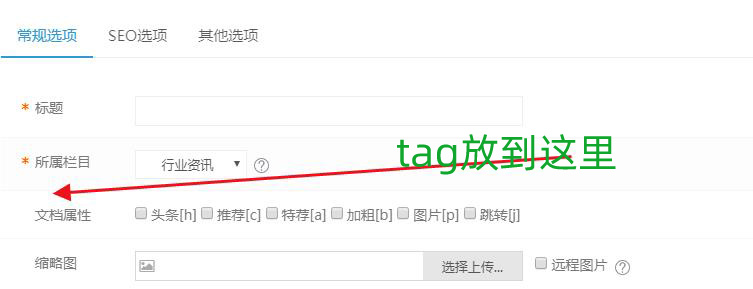 常规选项 SEO选项 其他选项
* 标题
* 所属栏目 行业资讯 ?
tag放到这里
文档属性 头条[h] 推荐[c] 特荐[a] 加粗[b] 图片[p] 跳转[j]
缩略图 选择上传... 远程图片 ?